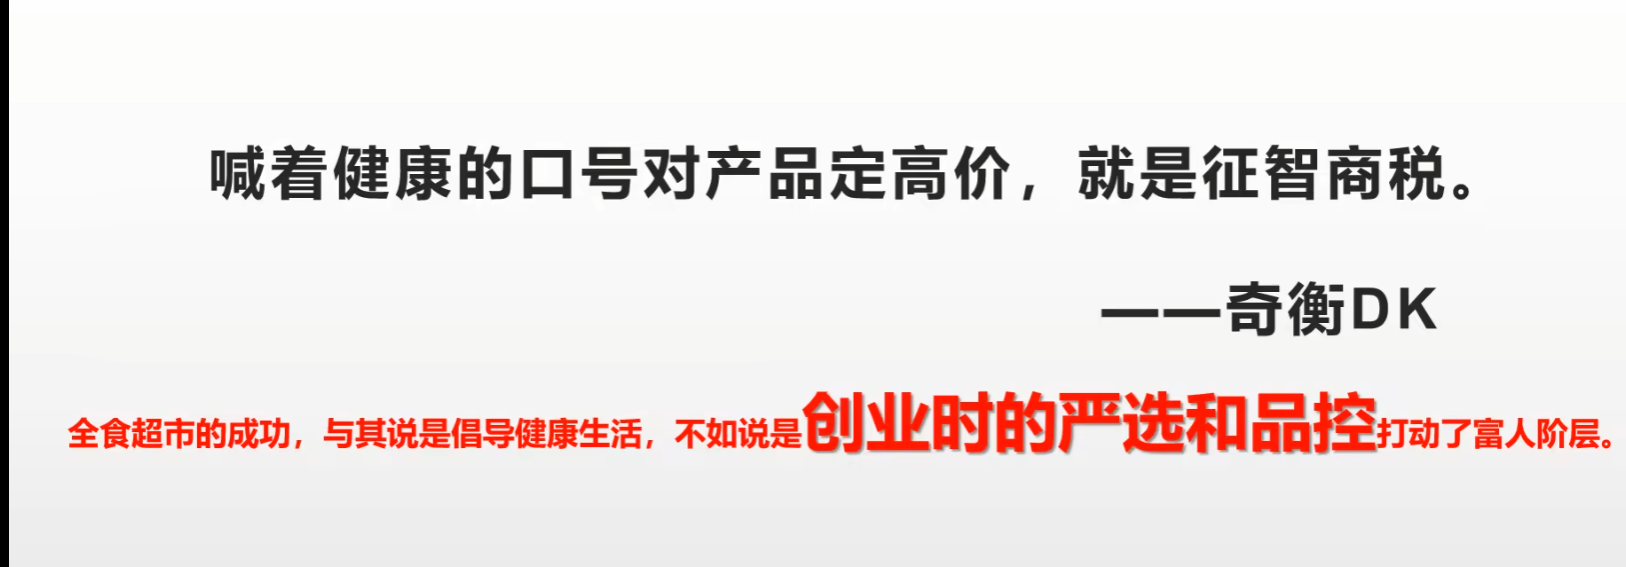 喊着健康的口号对产品定高价，就是征智商税。
——奇衡DK
全食超市的成功，与其说是倡导健康生活，不如说是创业时的严选和品控打动了富人阶层。